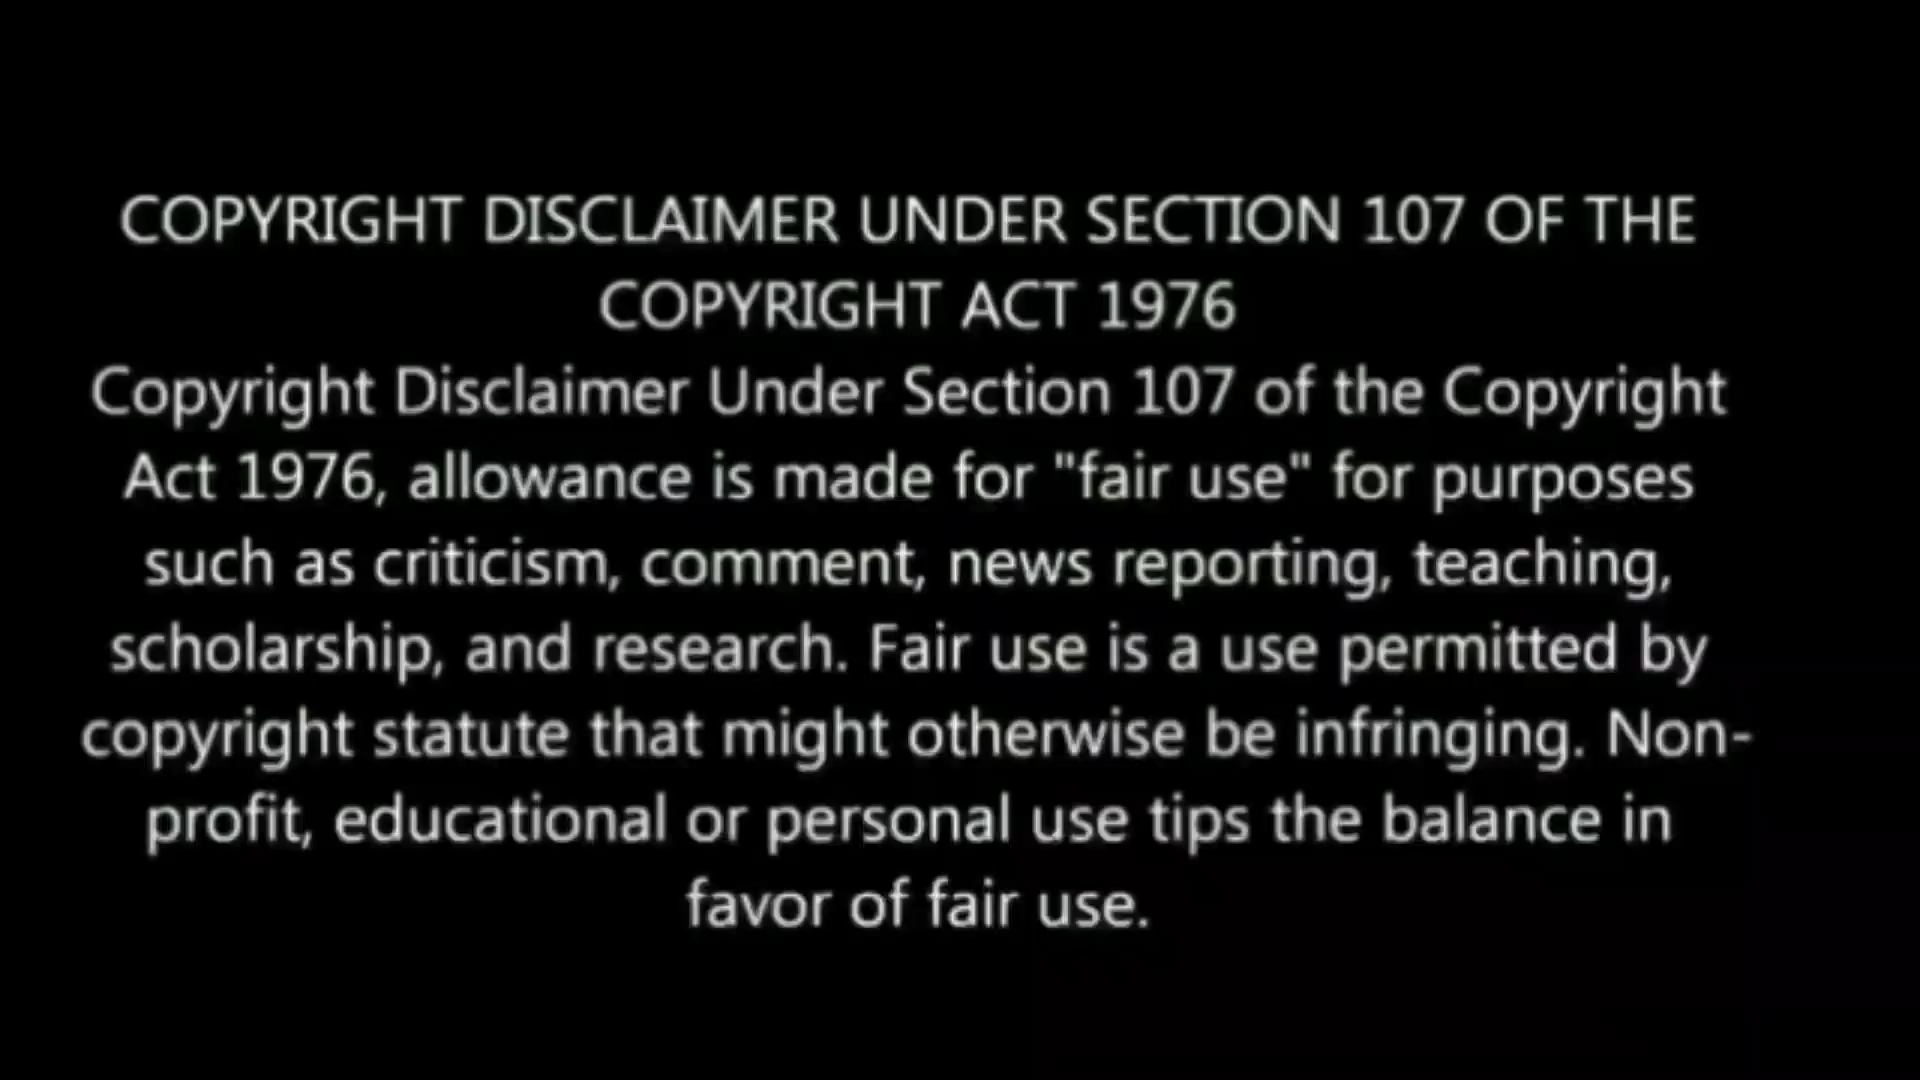 COPYRIGHT DISCLAIMER UNDER SECTION 107 OF THE
COPYRIGHT ACT 1976
Copyright Disclaimer Under Section 107 of the Copyright
Act 1976, allowance is made for "fair use" for purposes
such as criticism, comment, news reporting, teaching,
scholarship, and research. Fair use is a use permitted by
copyright statute that might otherwise be infringing. Non-
profit, educational or personal use tips the balance in
favor of fair use.